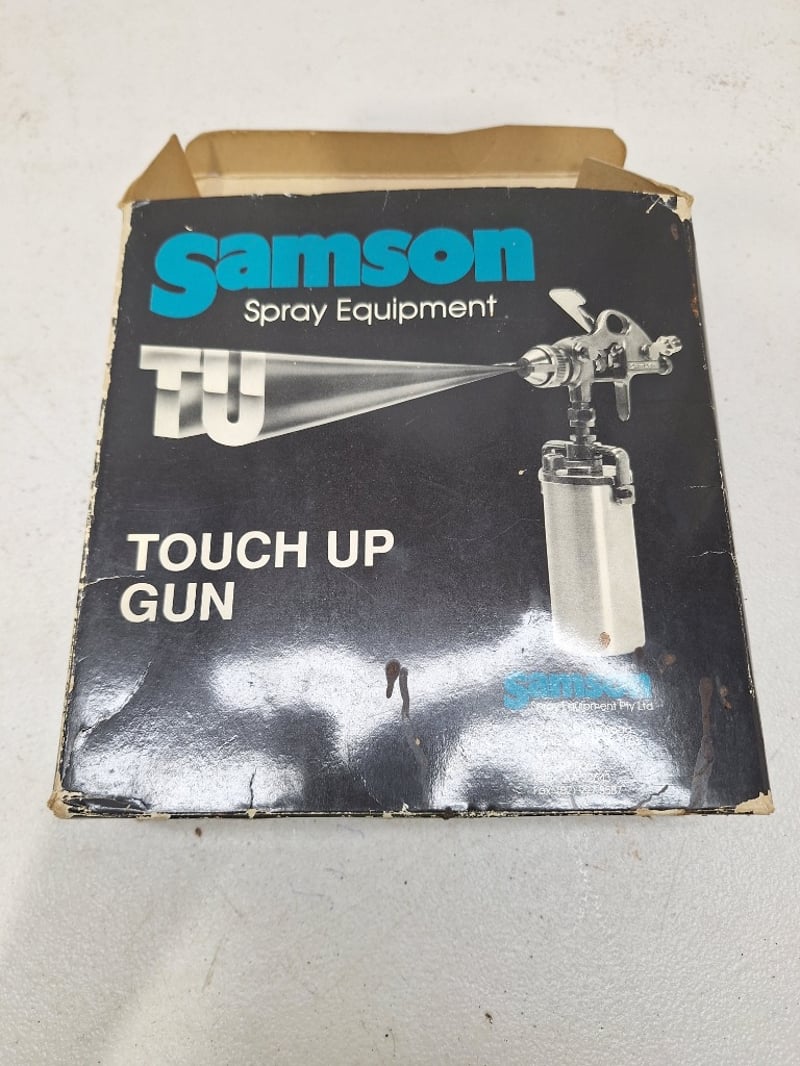 Samson
Spray Equipment
TU
TOUCH UP
GUN
Samson
Spray Equipment Pty Ltd